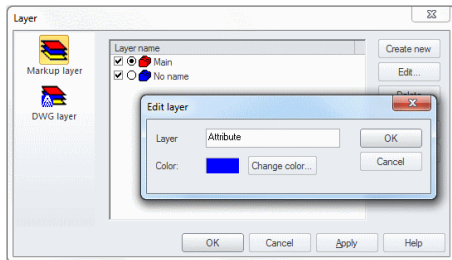 Layer
Markup layer
DWG layer
Layer name
Main
No name
Create new
Edit...
Delete
Edit layer
Layer
Attribute
OK
Color:
Change color...
Cancel
OK
Cancel
Apply
Help